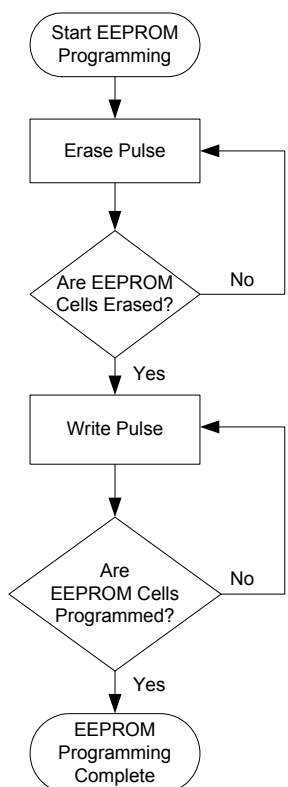 Start EEPROM
Programming
Erase Pulse
Are EEPROM
Cells Erased?
No
Yes
Write Pulse
Are
EEPROM Cells
Programmed?
No
Yes
EEPROM
Programming
Complete